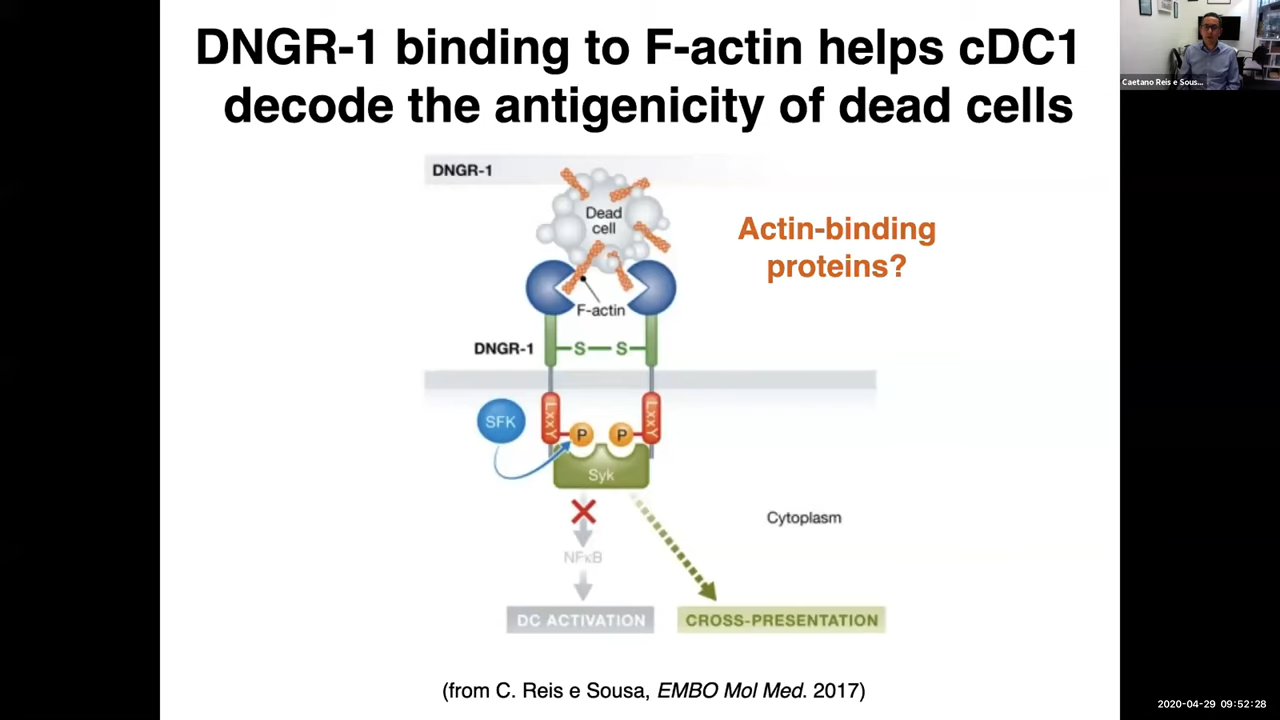 DNGR-1 binding to F-actin helps cDC1
decode the antigenicity of dead cells
Caetano Reis e Sous...
DNGR-1
Dead
cell
Actin-binding
proteins?
F-actin
DNGR-1
S
S
SFK
LxxY
LxxY
P
P
Syk
Cytoplasm
NFκB
DC ACTIVATION
CROSS-PRESENTATION
(from C. Reis e Sousa, EMBO Mol Med. 2017)
2020-04-29 09:52:28